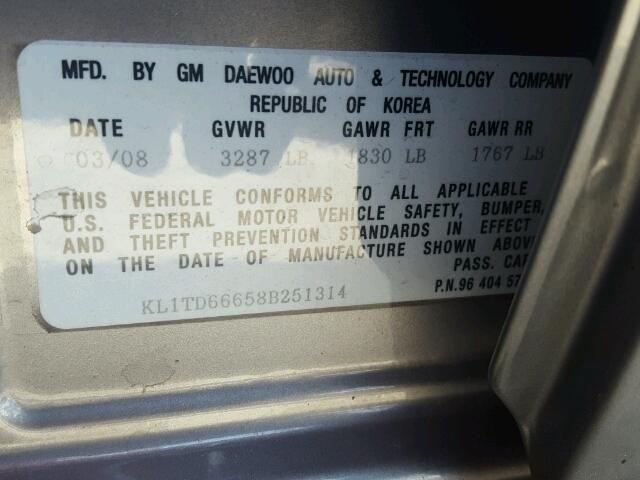 MFD. BY GM DAEWOO AUTO & TECHNOLOGY COMPANY
REPUBLIC OF KOREA
DATE GVWR GAWR FRT GAWR RR
03/08 3287 LB 1830 LB 1767 LB
THIS VEHICLE CONFORMS TO ALL APPLICABLE
U.S. FEDERAL MOTOR VEHICLE SAFETY, BUMPER,
AND THEFT PREVENTION STANDARDS IN EFFECT
ON THE DATE OF MANUFACTURE SHOWN ABOVE
PASS. CAR
KL1TD66658B251314
P.N.96 404